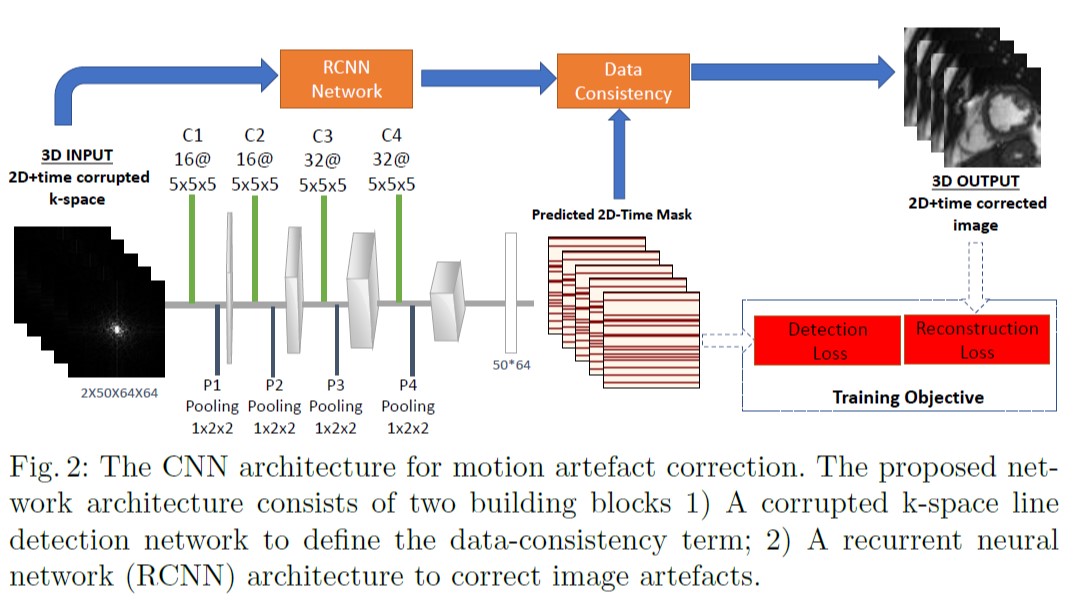 RCNN
Network
Data
Consistency
3D INPUT
2D+time corrupted
k-space
C1
16@
5x5x5
C2
16@
5x5x5
C3
32@
5x5x5
C4
32@
5x5x5
3D OUTPUT
2D+time corrected
image
Predicted 2D-Time Mask
2X50X64X64
P1
Pooling
1x2x2
P2
Pooling
1x2x2
P3
Pooling
1x2x2
P4
Pooling
1x2x2
50*64
Detection
Loss
Reconstruction
Loss
Training Objective
Fig. 2: The CNN architecture for motion artefact correction. The proposed net-
work architecture consists of two building blocks 1) A corrupted k-space line
detection network to define the data-consistency term; 2) A recurrent neural
network (RCNN) architecture to correct image artefacts.